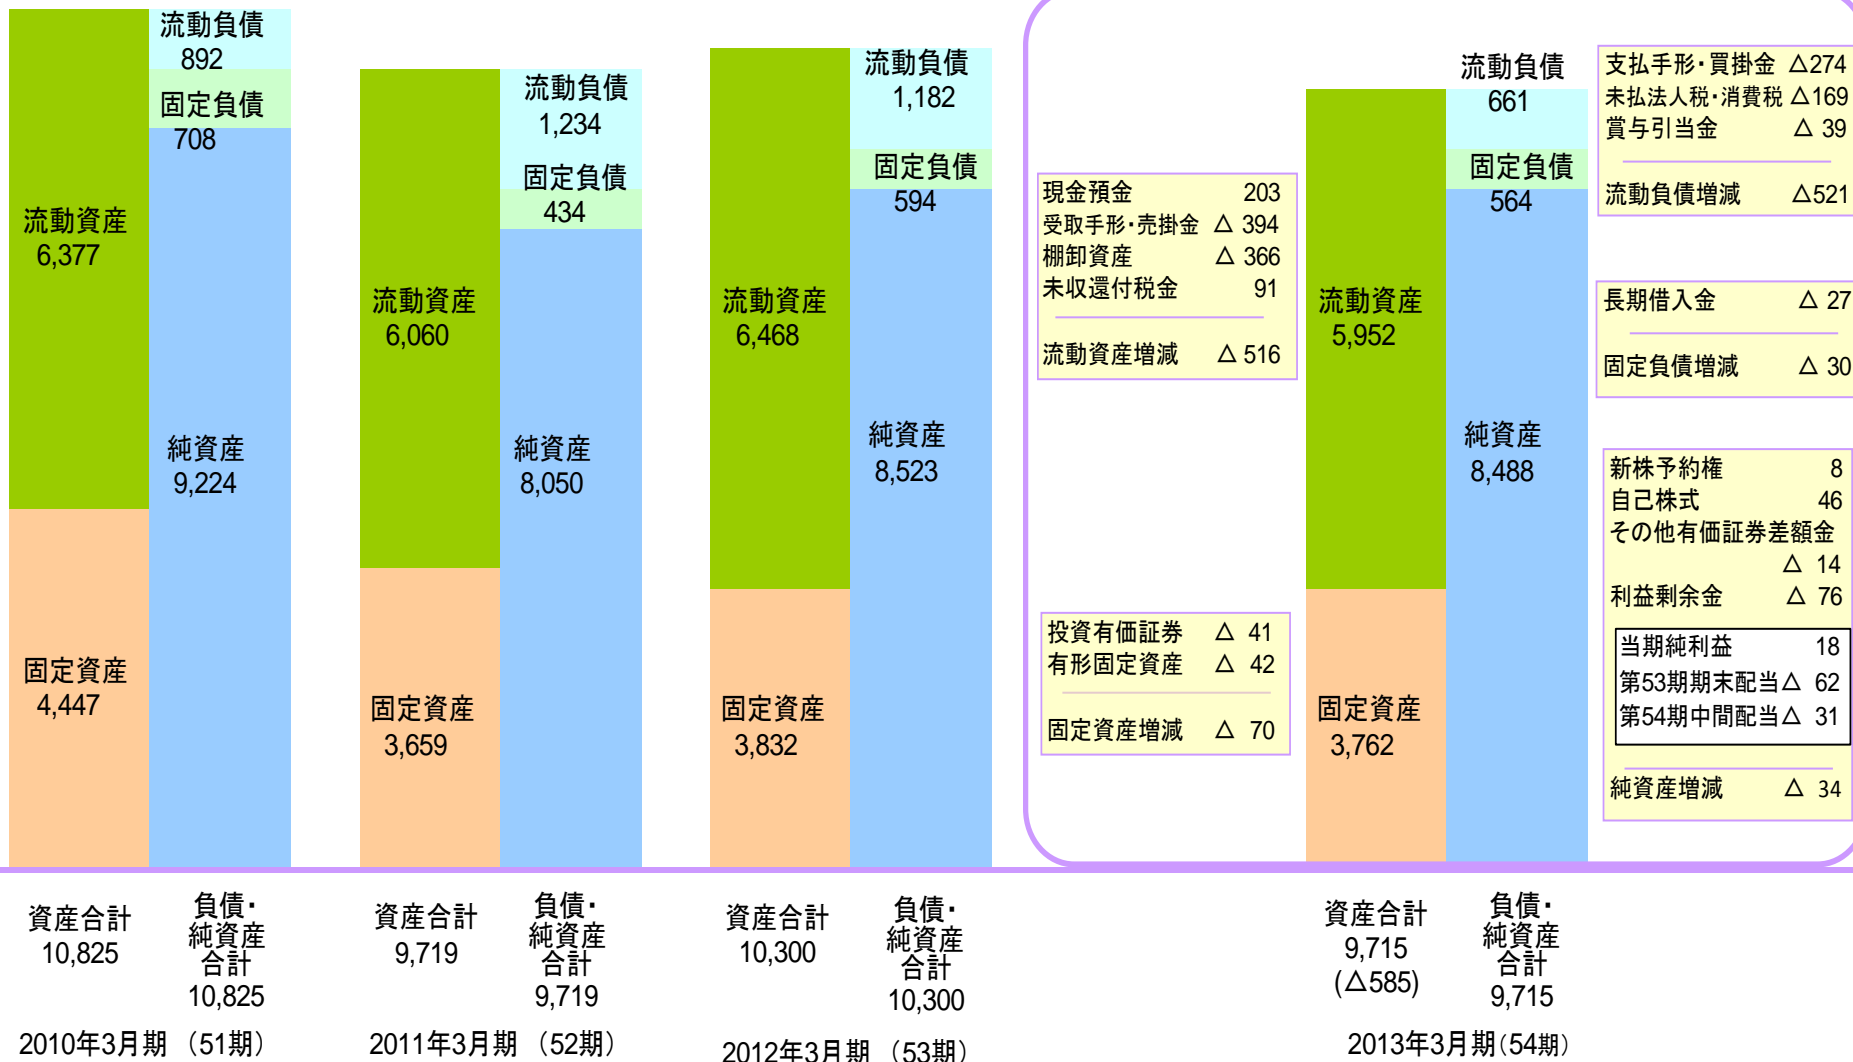 流動負債
892
固定負債
708
流動資産
6,377
純資産
9,224
固定資産
4,447
流動負債
1,234
固定負債
434
流動資産
6,060
純資産
8,050
固定資産
3,659
流動負債
1,182
固定負債
594
流動資産
6,468
純資産
8,523
固定資産
3,832
現金預金 203
受取手形・売掛金 △ 394
棚卸資産 △ 366
未収還付税金 91
流動資産増減 △ 516
投資有価証券 △ 41
有形固定資産 △ 42
固定資産増減 △ 70
流動負債
661
固定負債
564
流動資産
5,952
純資産
8,488
固定資産
3,762
支払手形・買掛金 △274
未払法人税・消費税 △169
賞与引当金 △ 39
流動負債増減 △521
長期借入金 △ 27
固定負債増減 △ 30
新株予約権 8
自己株式 46
その他有価証券差額金
△ 14
利益剰余金 △ 76
当期純利益 18
第53期期末配当△ 62
第54期中間配当△ 31
純資産増減 △ 34
資産合計
10,825
負債・
純資産
合計
10,825
2010年3月期 （51期）
資産合計
9,719
負債・
純資産
合計
9,719
2011年3月期 （52期）
資産合計
10,300
負債・
純資産
合計
10,300
2012年3月期 （53期）
資産合計
9,715
(△585)
負債・
純資産
合計
9,715
2013年3月期(54期)